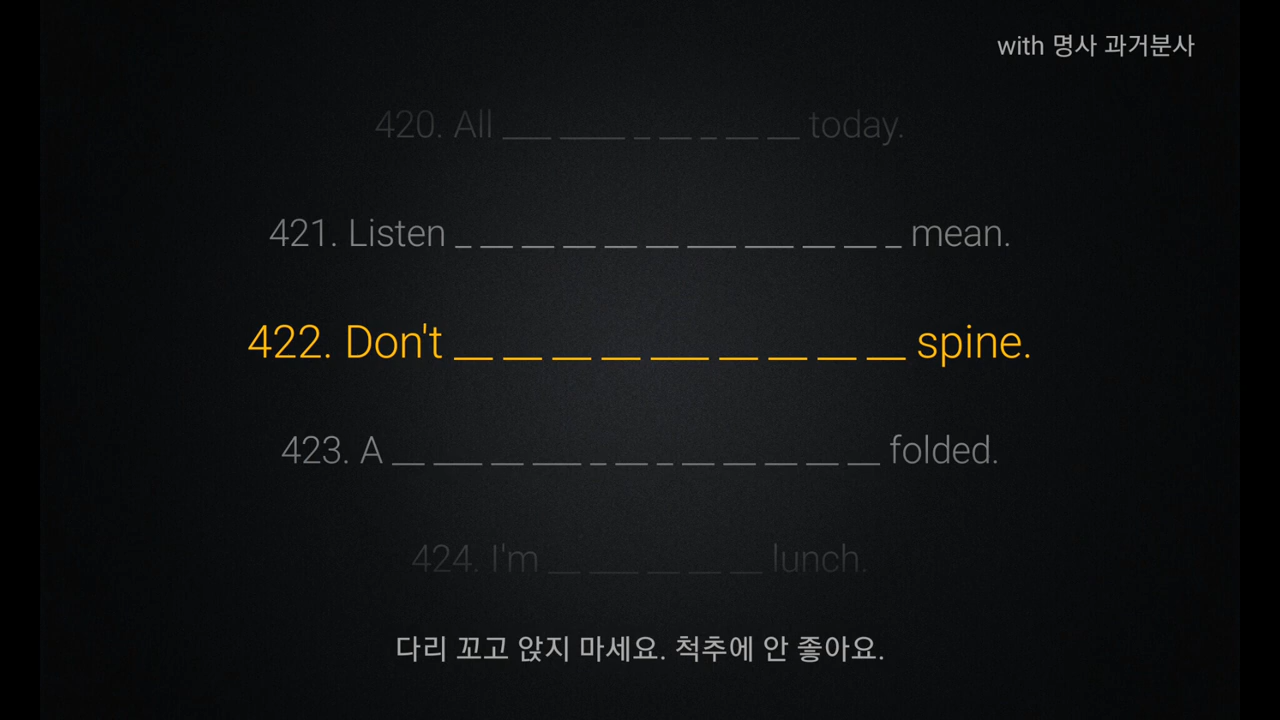 with 명사 과거분사
420. All ___ ____ _ __ _ __ __ today.
421. Listen _ __ __ __ __ __ ___ ___ __ __ _ mean.
422. Don't __ __ __ __ ___ __ __ __ __ spine.
423. A __ ___ __ ___ _ __ _ __ __ __ __ __ folded.
424. I'm __ ___ __ __ __ lunch.
다리 꼬고 앉지 마세요. 척추에 안 좋아요.